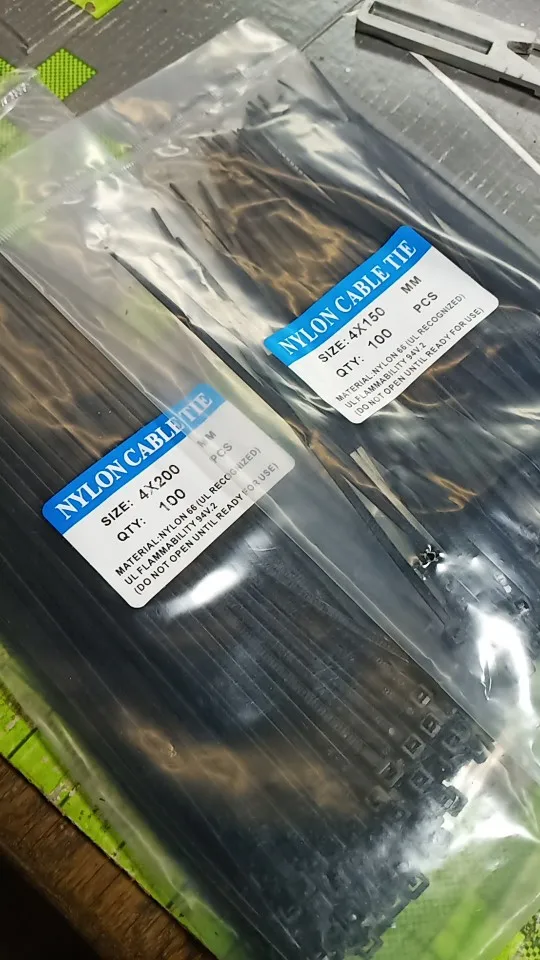 NYLON CABLE TIE
SIZE: 4X150 MM
QTY: 100 PCS
MATERIAL:NYLON 66 (UL RECOGNIZED)
UL FLAMMABILITY 94V.2
(DO NOT OPEN UNTIL READY FOR USE)
NYLON CABLE TIE
SIZE: 4X200 MM
QTY: 100 PCS
MATERIAL:NYLON 66 (UL RECOGNIZED)
UL FLAMMABILITY 94V.2
(DO NOT OPEN UNTIL READY FOR USE)